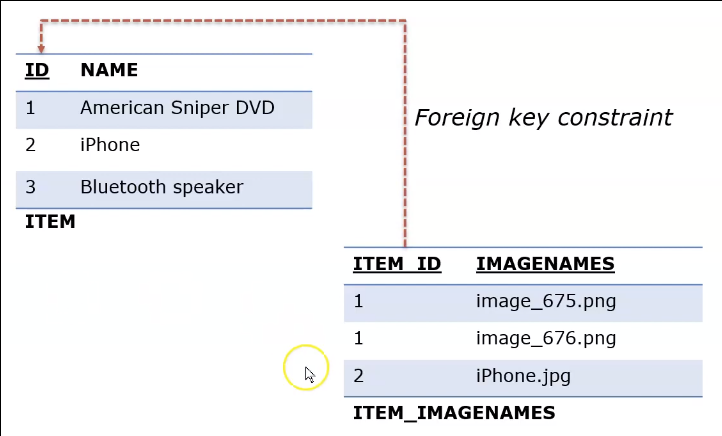 ID NAME
1 American Sniper DVD
2 iPhone
3 Bluetooth speaker
ITEM
Foreign key constraint
ITEM_ID IMAGENAMES
1 image_675.png
1 image_676.png
2 iPhone.jpg
ITEM_IMAGENAMES